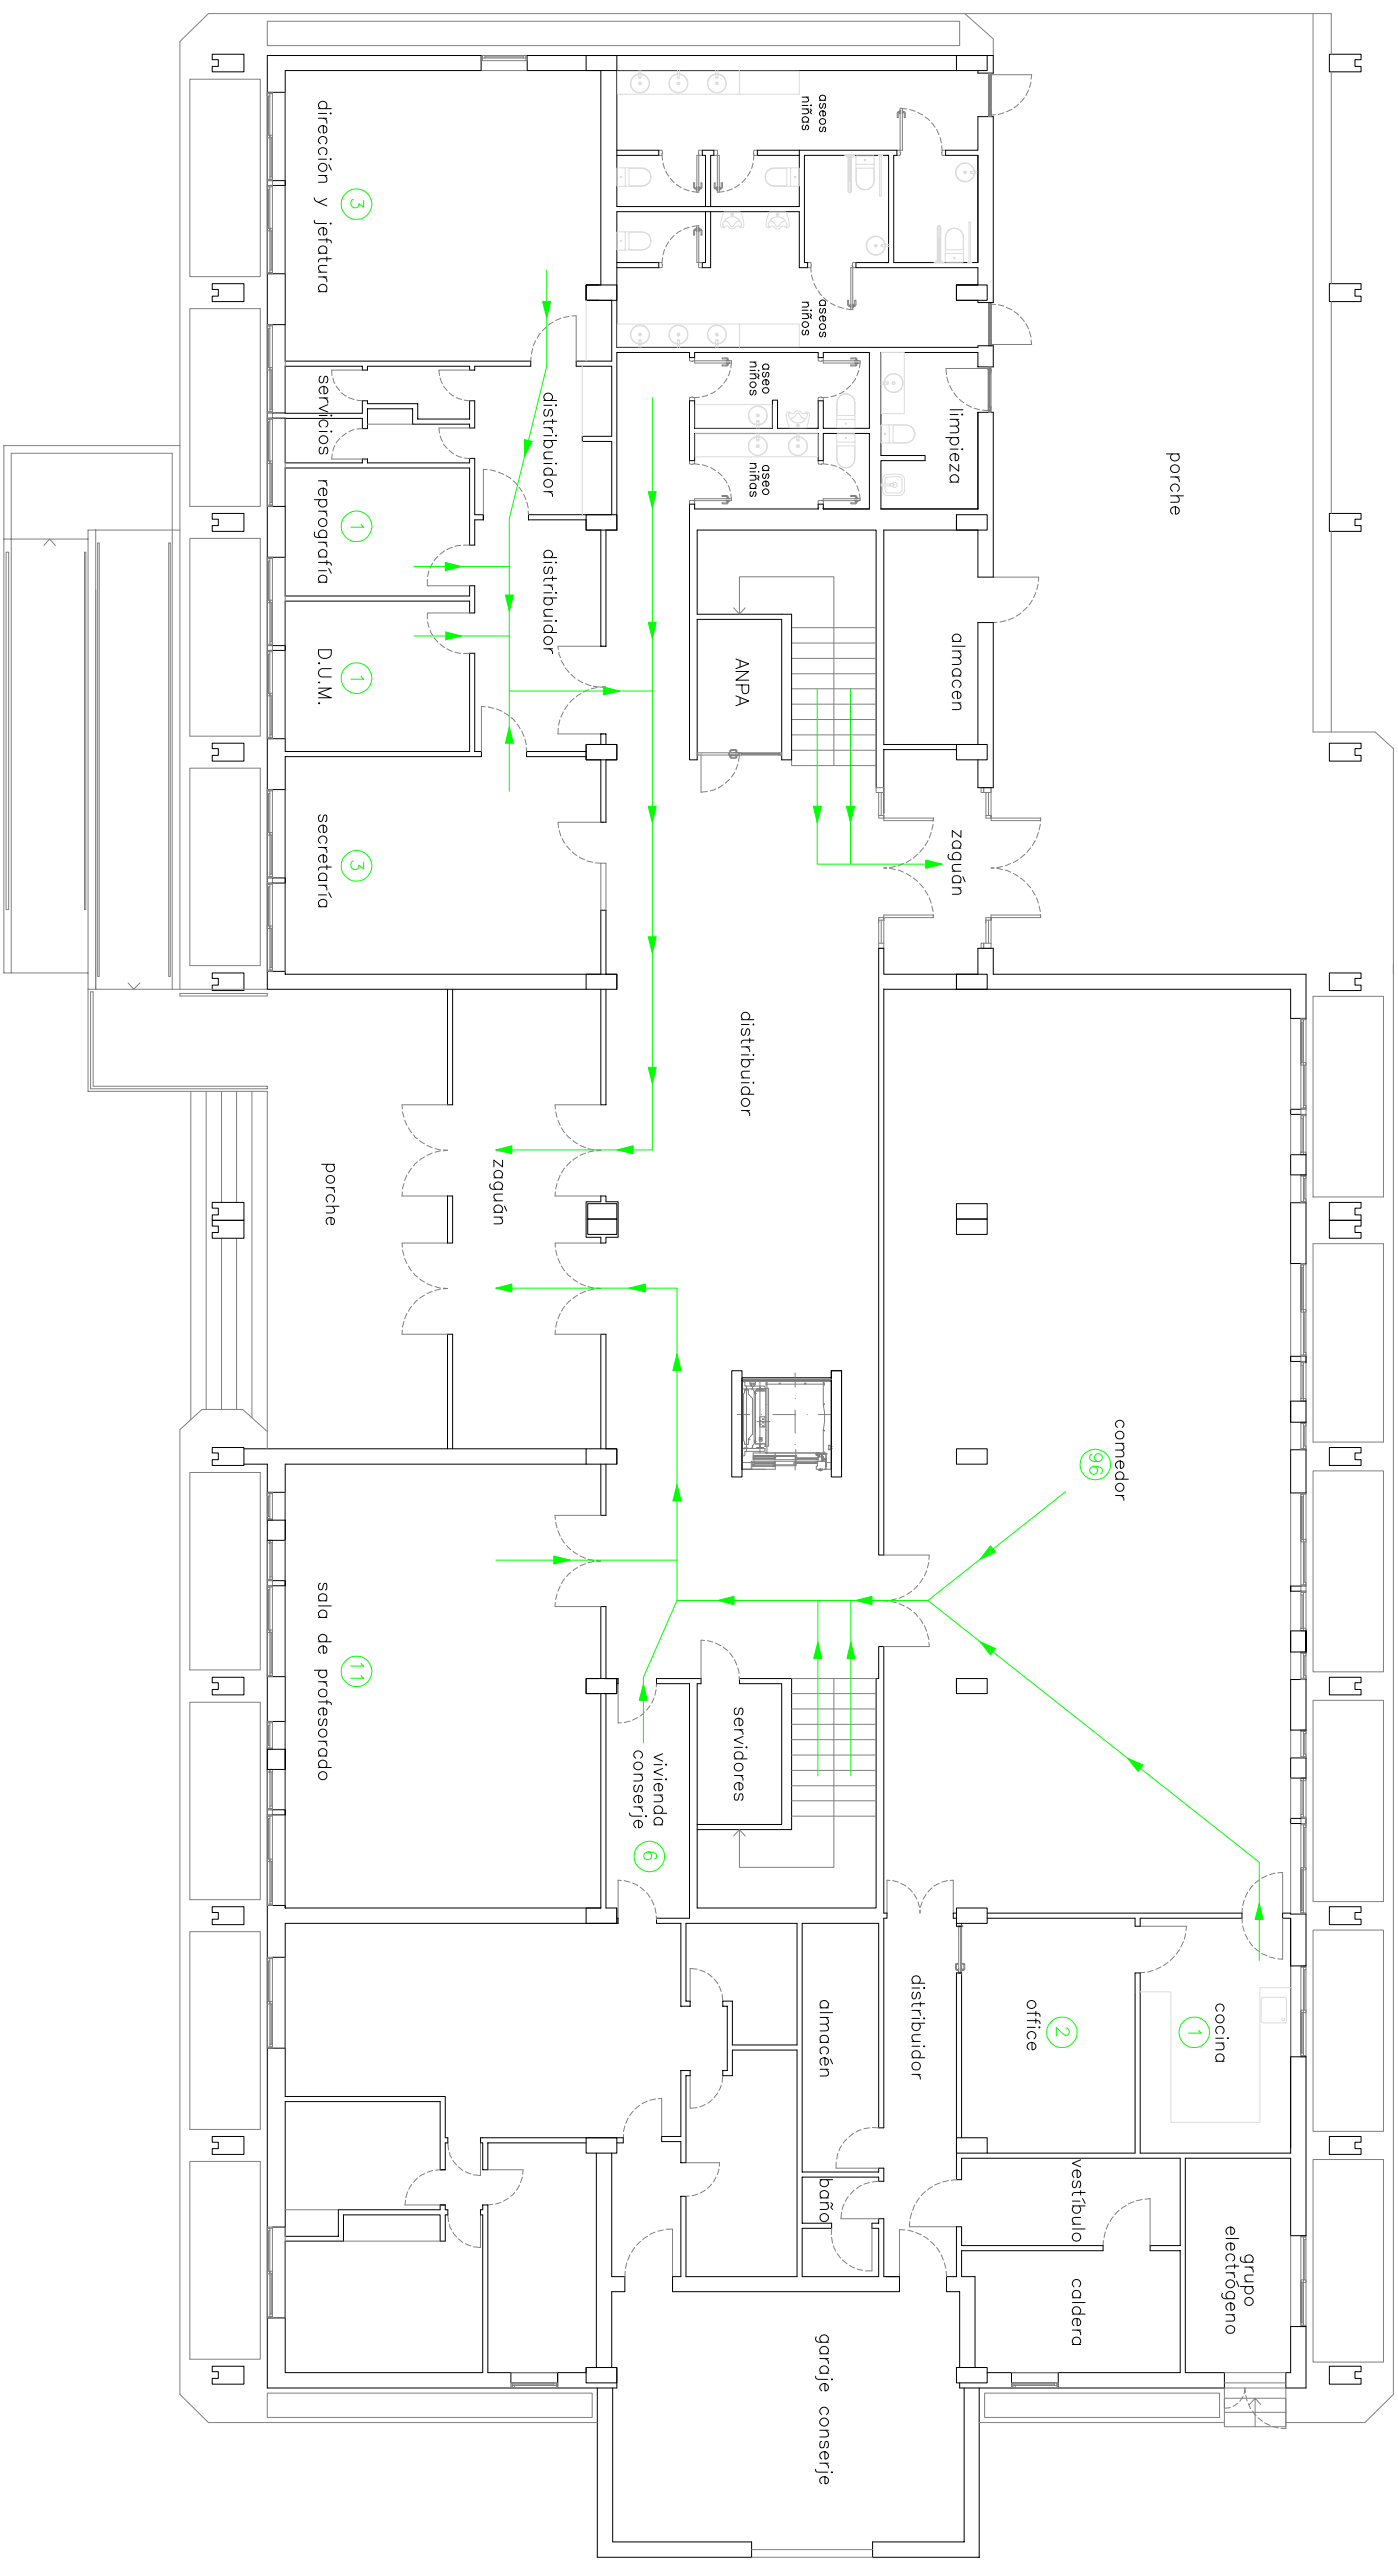 dirección y jefatura
3
aseos
niñas
aseos
niños
servicios
distribuidor
aseo
niños
aseo
niñas
limpieza
porche
reprografía
1
distribuidor
D.U.M.
1
ANPA
almacen
secretaría
3
zaguán
distribuidor
porche
zaguán
comedor
96
sala de profesorado
11
vivienda
conserje
6
servidores
almacén
distribuidor
office
2
cocina
1
baño
vestíbulo
caldera
grupo
electrógeno
garaje conserje